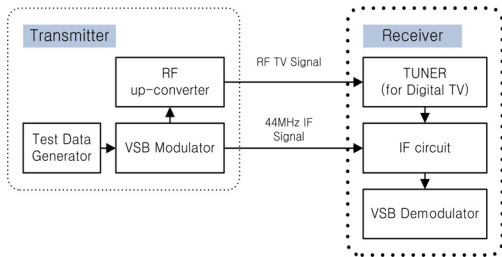 Transmitter
RF
up-converter
Test Data
Generator
VSB Modulator
RF TV Signal
44MHz IF
Signal
Receiver
TUNER
(for Digital TV)
IF circuit
VSB Demodulator